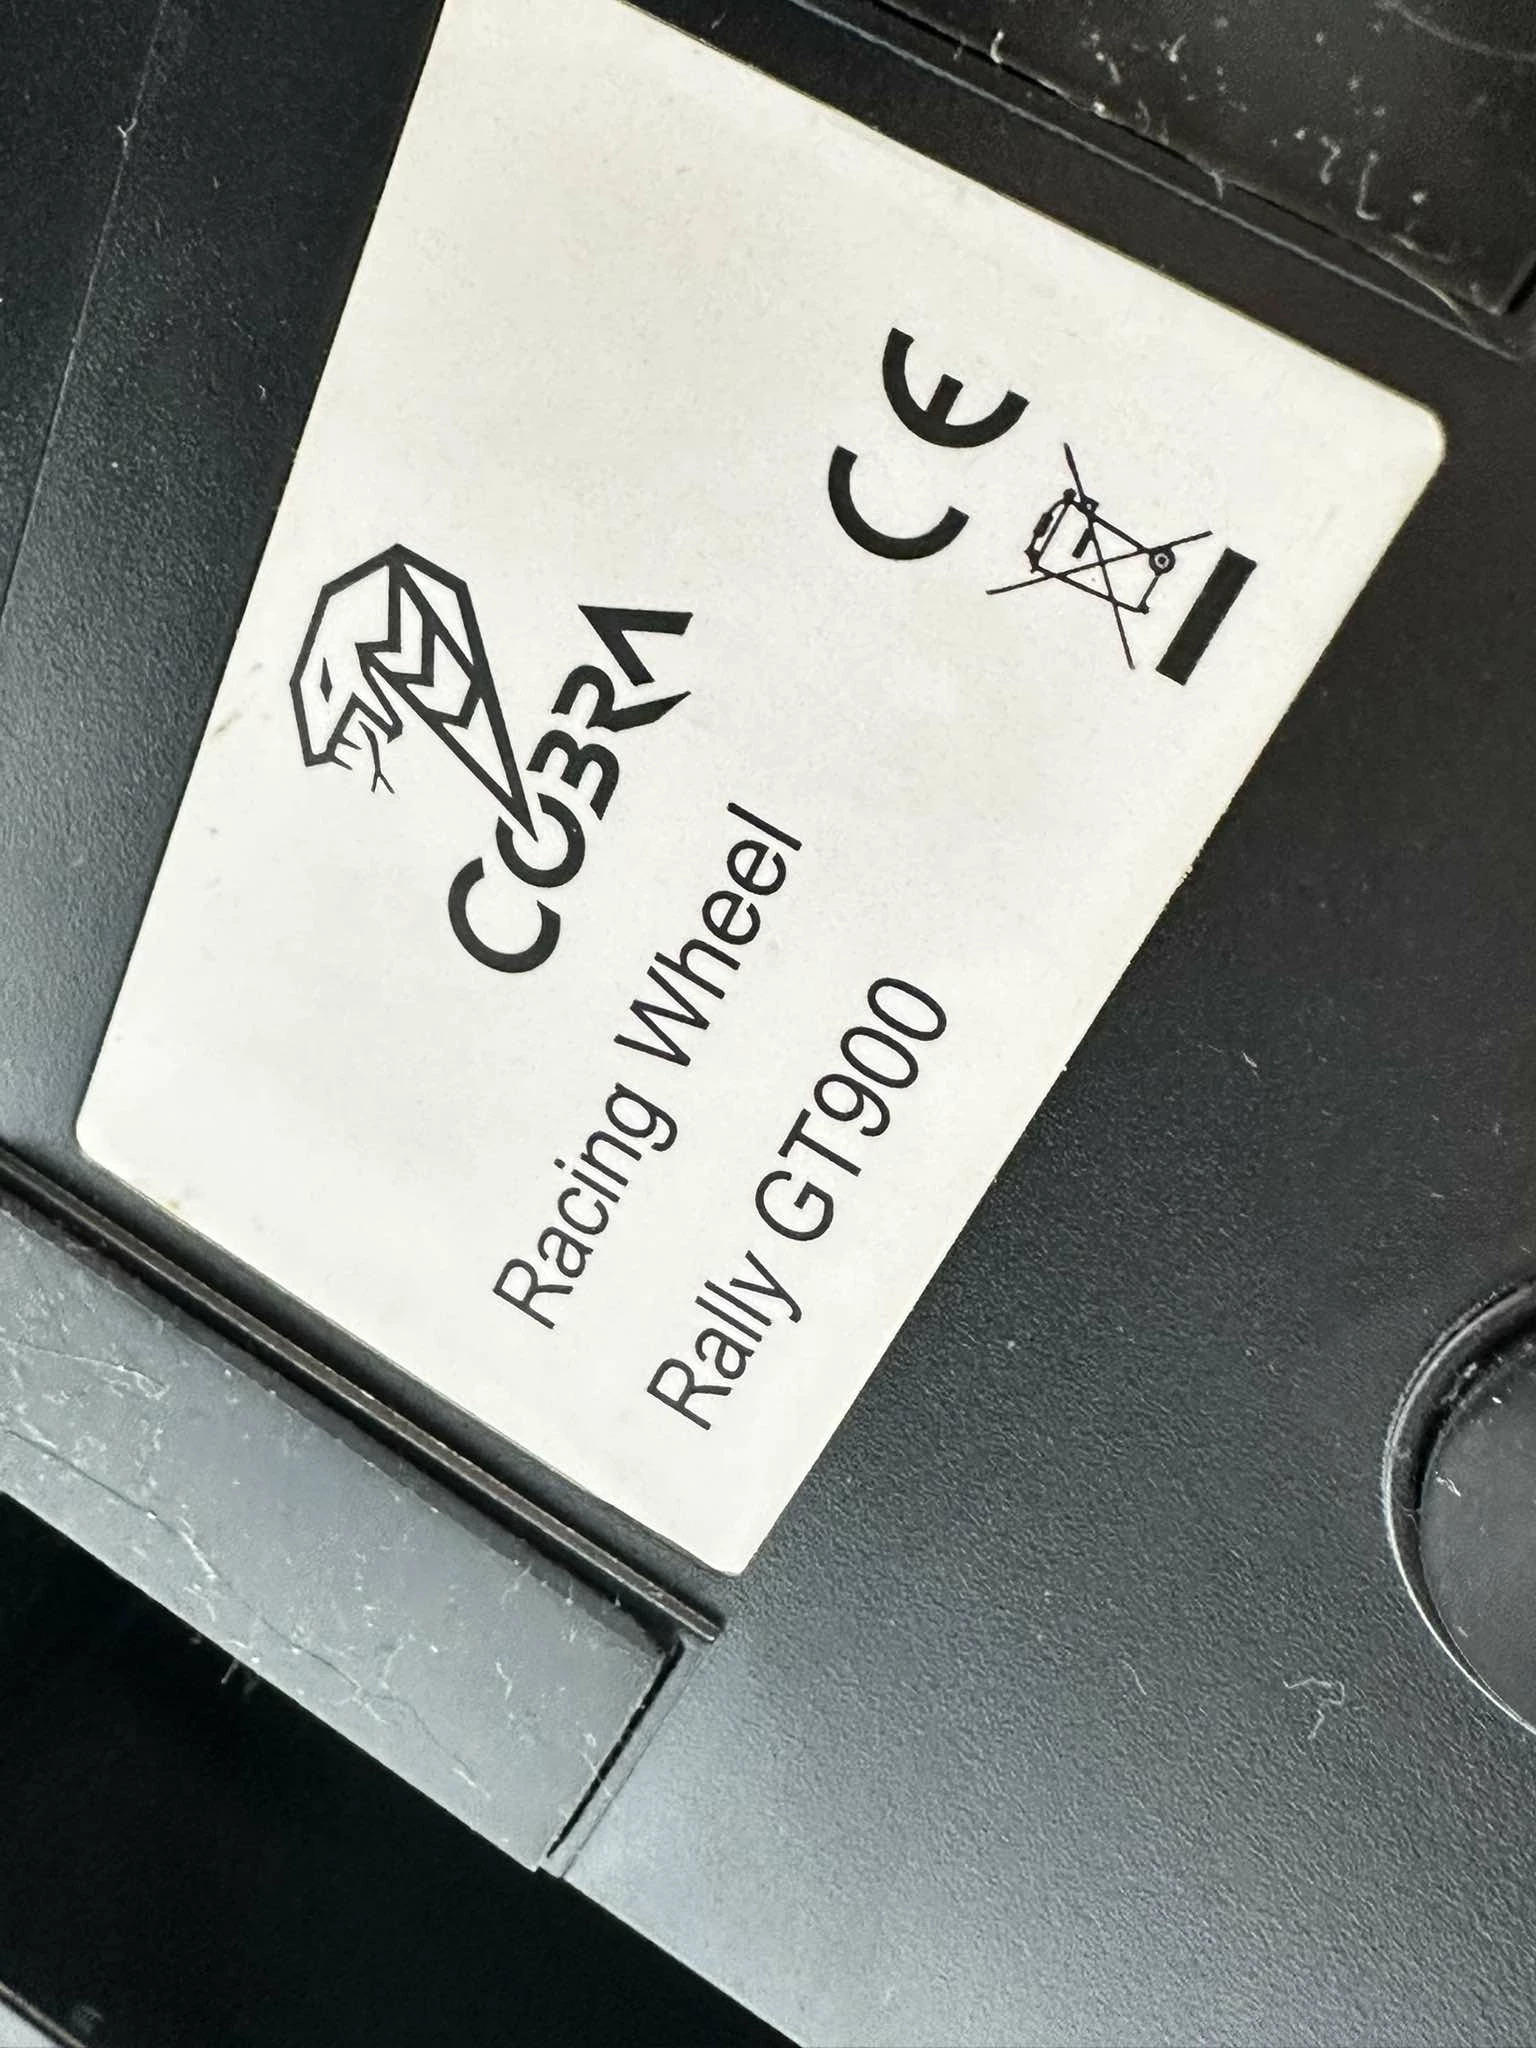 COBRA
Racing Wheel
Rally GT900
CE